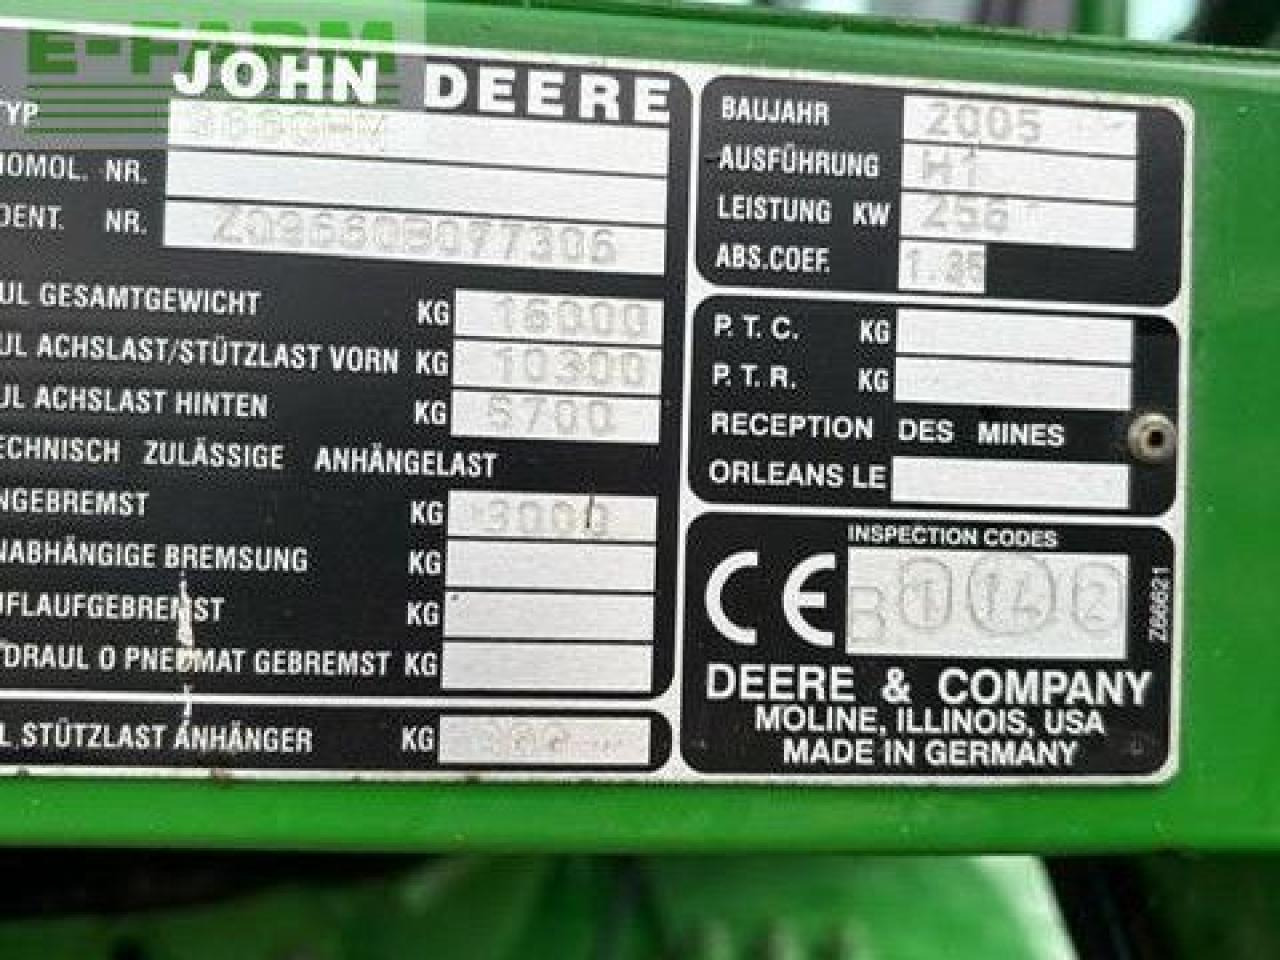 E-FARM
JOHN DEERE
TYP
HOMOL. NR.
DENT. NR. Z09660B077306
UL GESAMTGEWICHT KG 16000
UL ACHSLAST/STÜTZLAST VORN KG 10300
UL ACHSLAST HINTEN KG 5700
ECHNISCH ZULÄSSIGE ANHÄNGELAST
NGEBREMST KG 3000
NABHÄNGIGE BREMSUNG KG
UFLAUFGEBREMST KG
YDRAUL O PNEUMAT GEBREMST KG
L. STÜTZLAST ANHÄNGER KG
BAUJAHR 2005
AUSFÜHRUNG H1
LEISTUNG KW 256
ABS.COEF.
P. T. C. KG
P. T. R. KG
RECEPTION DES MINES
ORLEANS LE
INSPECTION CODES
CE
Z66621
DEERE & COMPANY
MOLINE, ILLINOIS, USA
MADE IN GERMANY